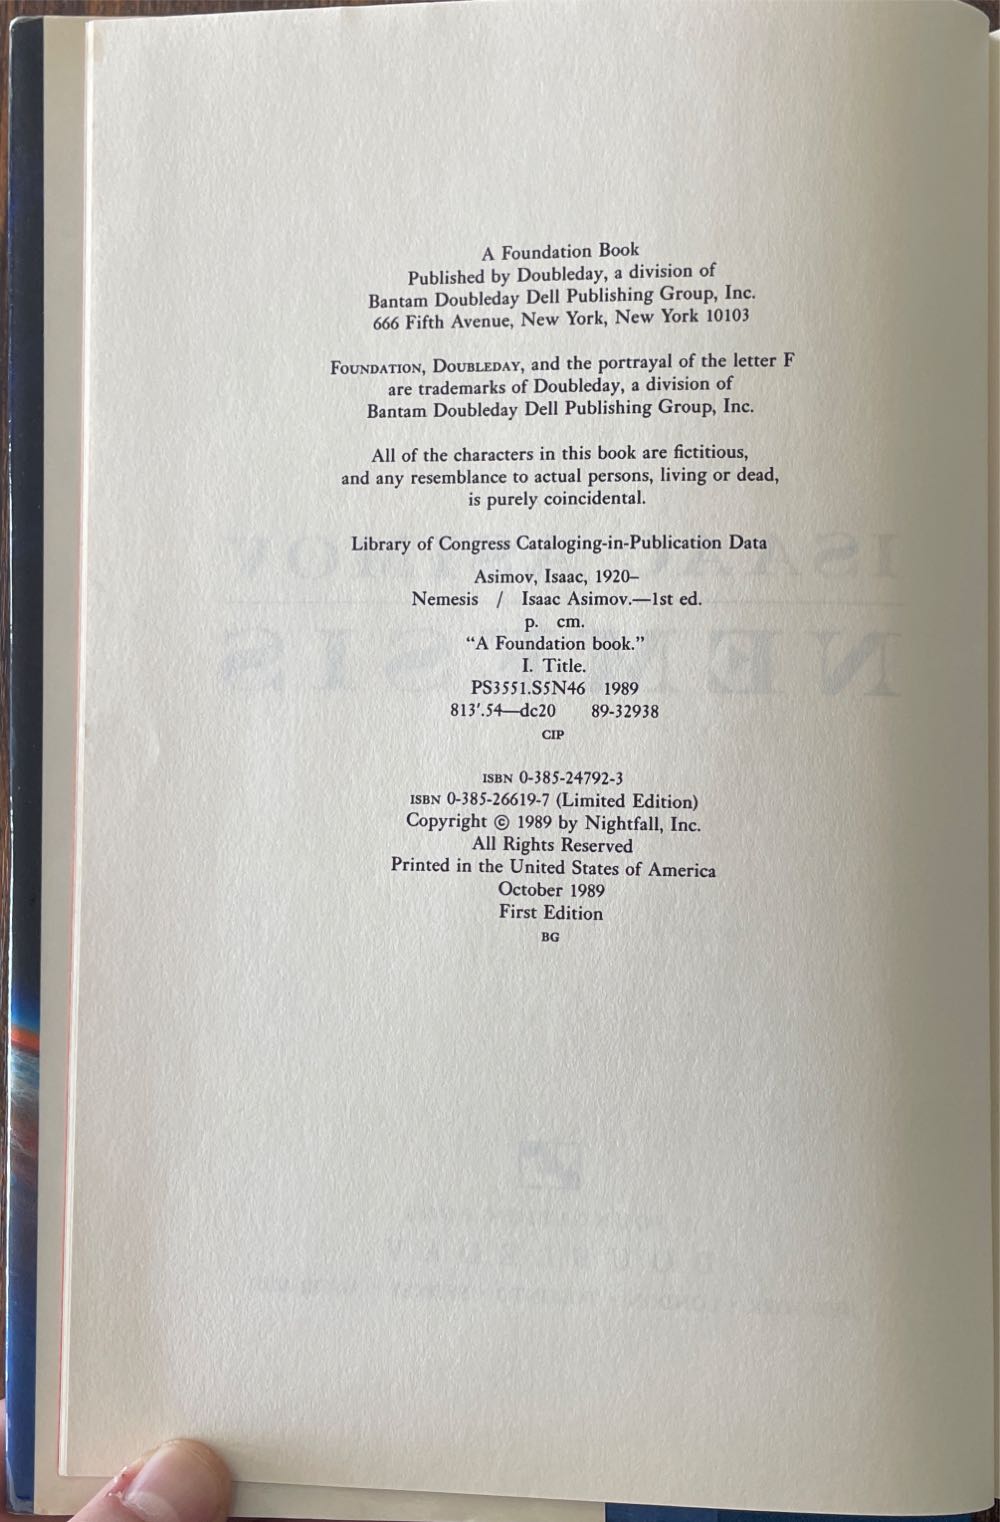 A Foundation Book
Published by Doubleday, a division of
Bantam Doubleday Dell Publishing Group, Inc.
666 Fifth Avenue, New York, New York 10103
FOUNDATION, DOUBLEDAY, and the portrayal of the letter F
are trademarks of Doubleday, a division of
Bantam Doubleday Dell Publishing Group, Inc.
All of the characters in this book are fictitious,
and any resemblance to actual persons, living or dead,
is purely coincidental.
Library of Congress Cataloging-in-Publication Data
Asimov, Isaac, 1920–
Nemesis / Isaac Asimov.—1st ed.
p. cm.
“A Foundation book.”
I. Title.
PS3551.S5N46 1989
813′.54—dc20 89-32938
CIP
ISBN 0-385-24792-3
ISBN 0-385-26619-7 (Limited Edition)
Copyright © 1989 by Nightfall, Inc.
All Rights Reserved
Printed in the United States of America
October 1989
First Edition
BG